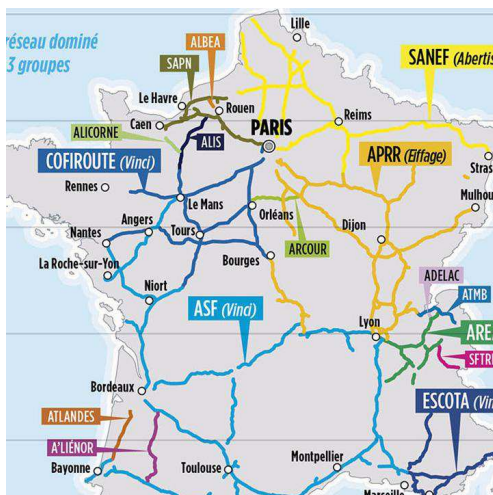 réseau dominé
3 groupes
Lille
ALBEA
SAPN
SANEF (Abertis
Le Havre
Rouen
Reims
Caen
PARIS
ALICORNE
ALIS
COFIROUTE (Vinci)
APRR (Eiffage)
Stras
Rennes
Le Mans
Mulhou
Angers
Orléans
Nantes
Tours
Dijon
ARCOUR
La Roche-sur-Yon
Bourges
ADELAC
Niort
ATMB
ASF (Vinci)
Lyon
AREA
SFTR
Bordeaux
ESCOTA (Vin
ATLANDES
A'LIÉNOR
Montpellier
Bayonne
Toulouse
Marseille